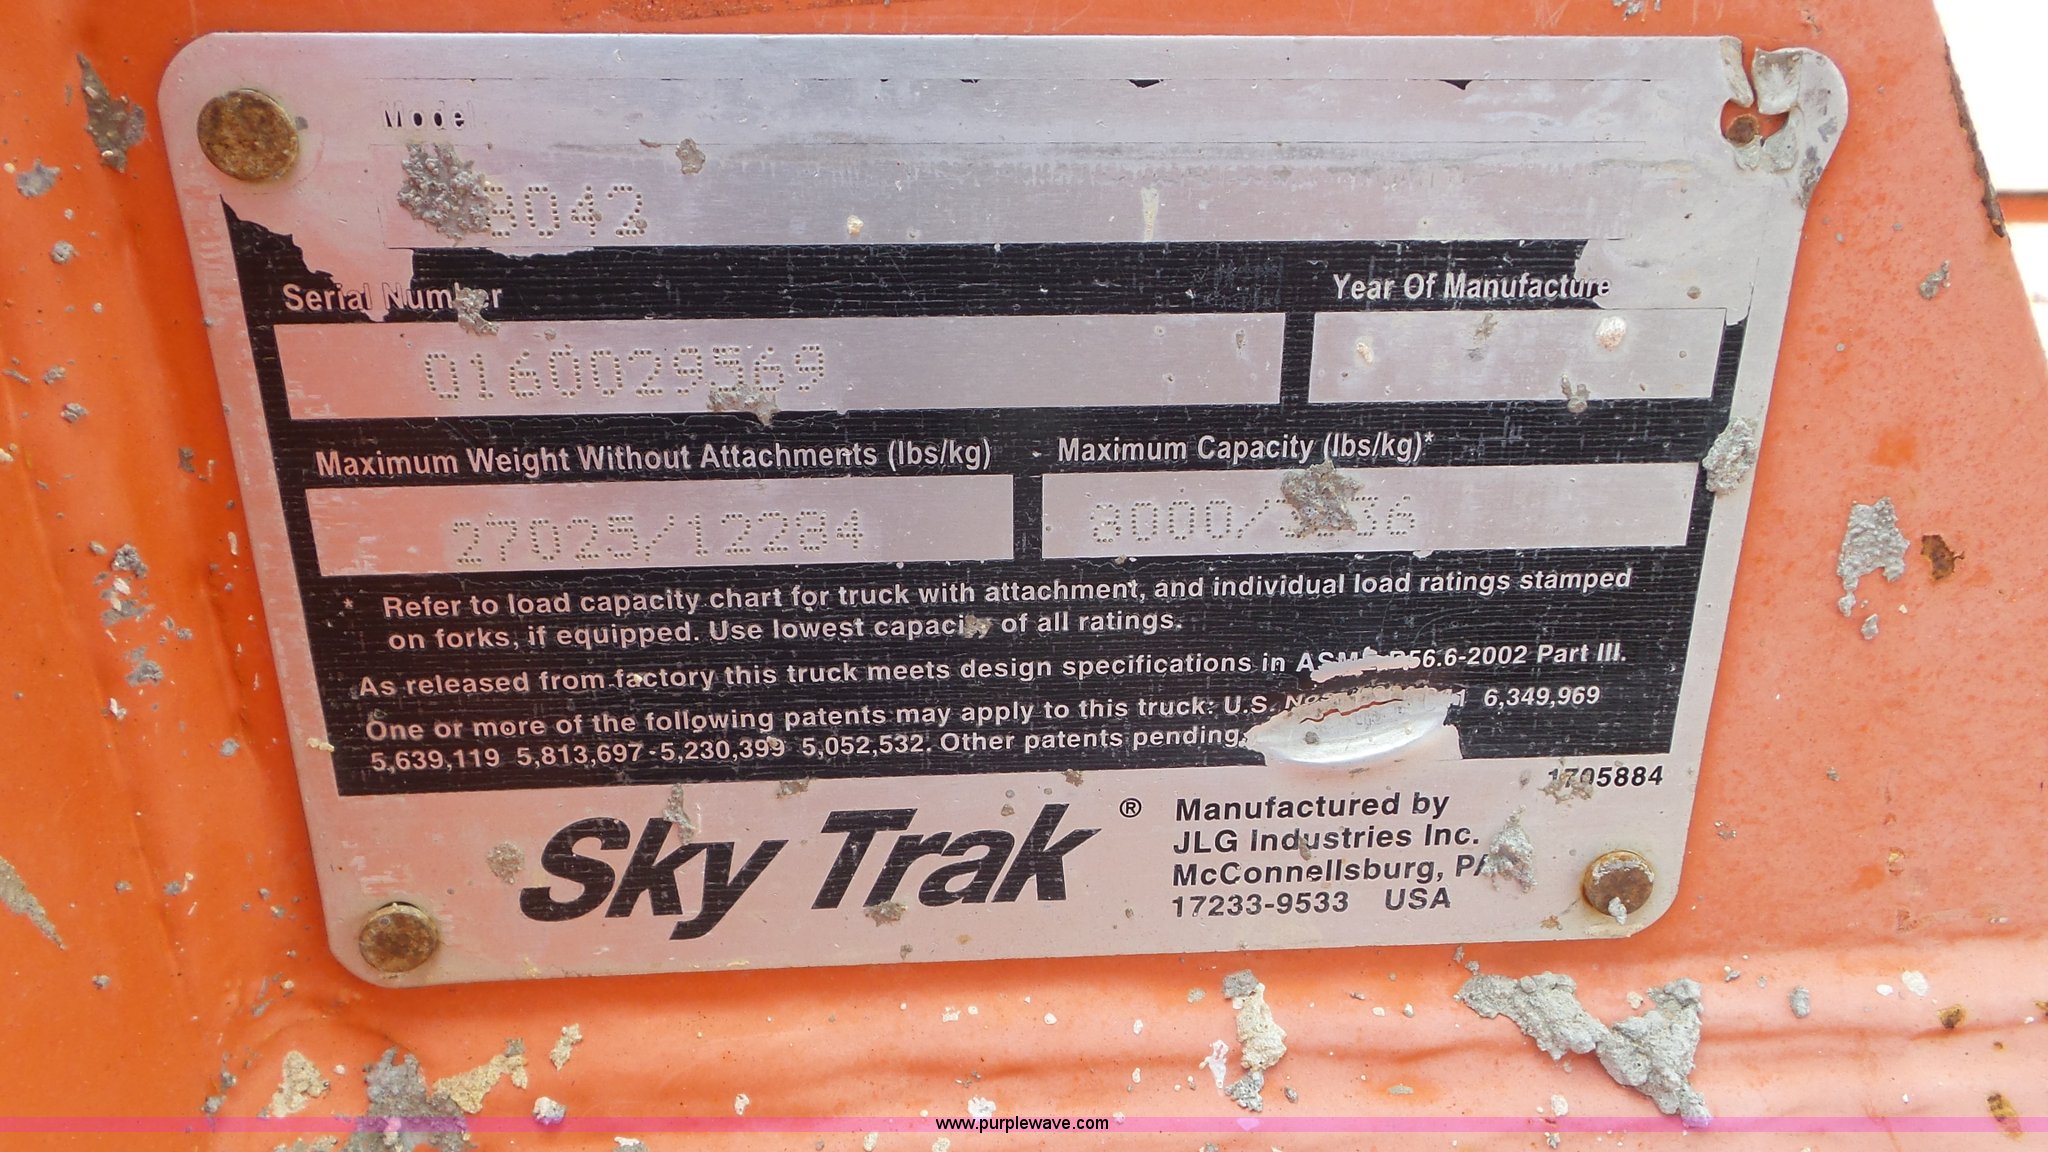 Model
8042
Serial Number
Year Of Manufacture
0160029569
Maximum Weight Without Attachments (lbs/kg)
Maximum Capacity (lbs/kg)*
27025/12284
8000/
* Refer to load capacity chart for truck with attachment, and individual load ratings stamped
on forks, if equipped. Use lowest capacity of all ratings.
As released from factory this truck meets design specifications in ASME B56.6-2002 Part III.
One or more of the following patents may apply to this truck: U.S. 6,349,969
5,639,119 5,813,697 - 5,230,399 5,052,532. Other patents pending.
1705884
Sky Trak ®
Manufactured by
JLG Industries Inc.
McConnellsburg, PA
17233-9533 USA
www.purplewave.com